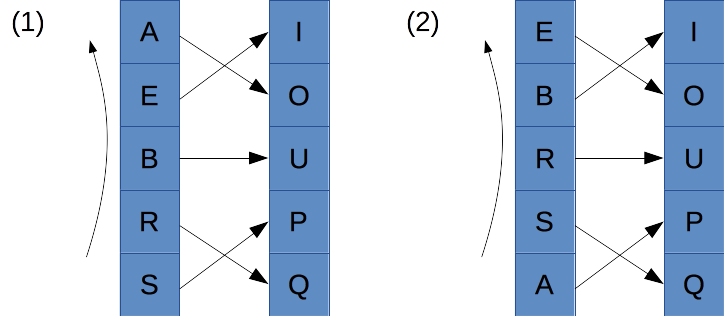 (1) A I (2) E I
E O B O
B U R U
R P S P
S Q A Q